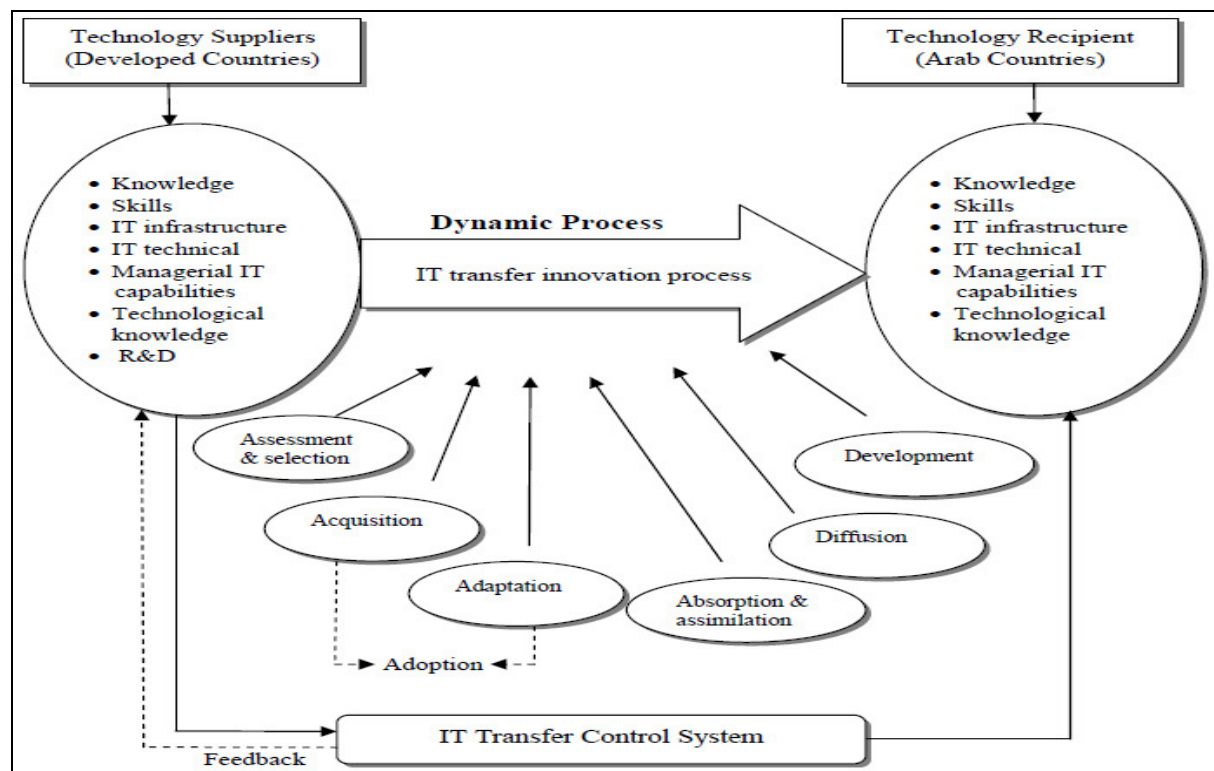 Technology Suppliers
(Developed Countries)
Technology Recipient
(Arab Countries)
• Knowledge
• Skills
• IT infrastructure
• IT technical
• Managerial IT
capabilities
• Technological
knowledge
• R&D
Dynamic Process
IT transfer innovation process
• Knowledge
• Skills
• IT infrastructure
• IT technical
• Managerial IT
capabilities
• Technological
knowledge
Assessment
& selection
Acquisition
Adaptation
Absorption &
assimilation
Diffusion
Development
Adoption
IT Transfer Control System
Feedback